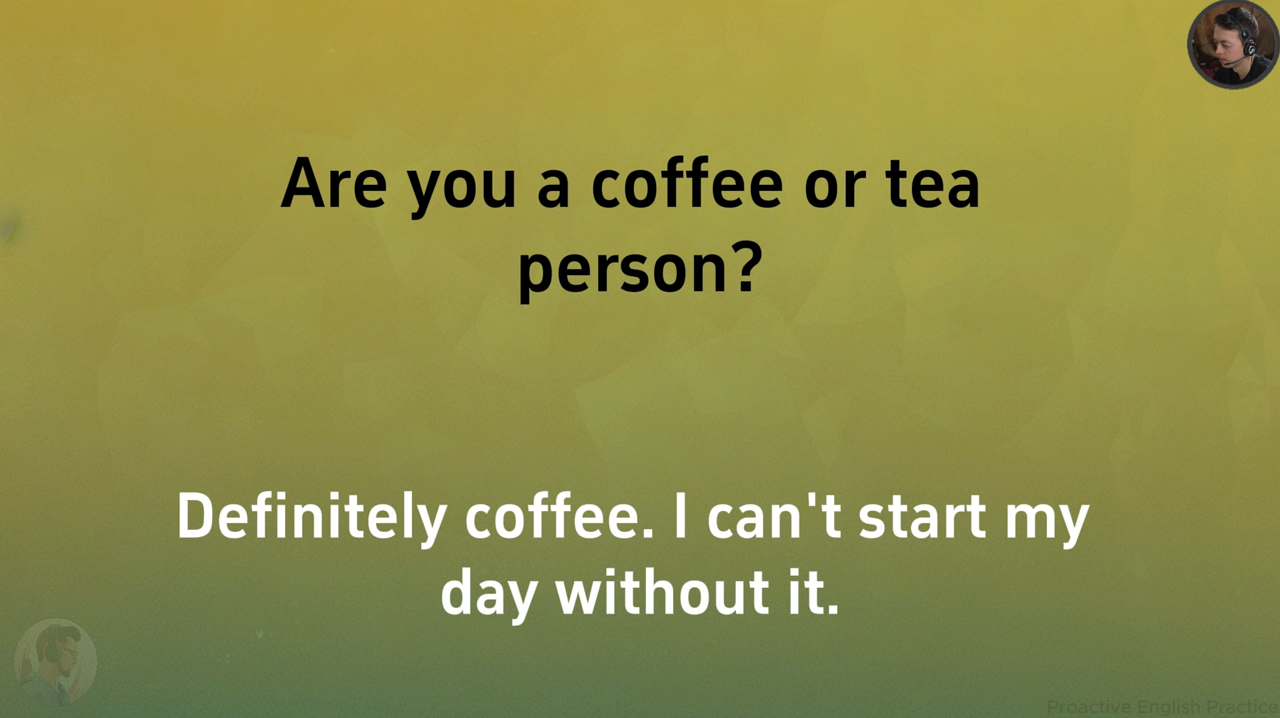 Are you a coffee or tea
person?
Definitely coffee. I can't start my
day without it.
Proactive English Practice